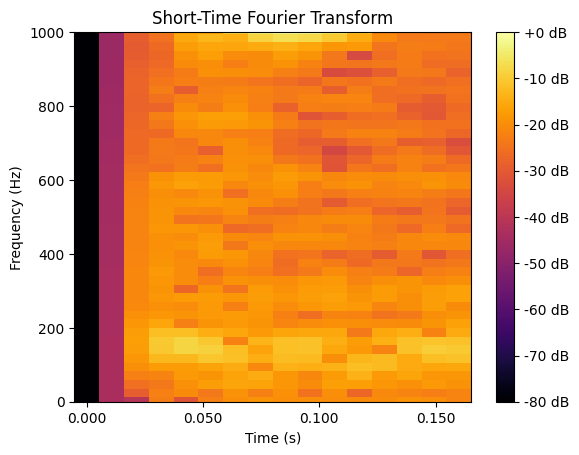 Short-Time Fourier Transform
1000
800
600
400
200
0
Frequency (Hz)
0.000
0.050
0.100
0.150
Time (s)
+0 dB
-10 dB
-20 dB
-30 dB
-40 dB
-50 dB
-60 dB
-70 dB
-80 dB